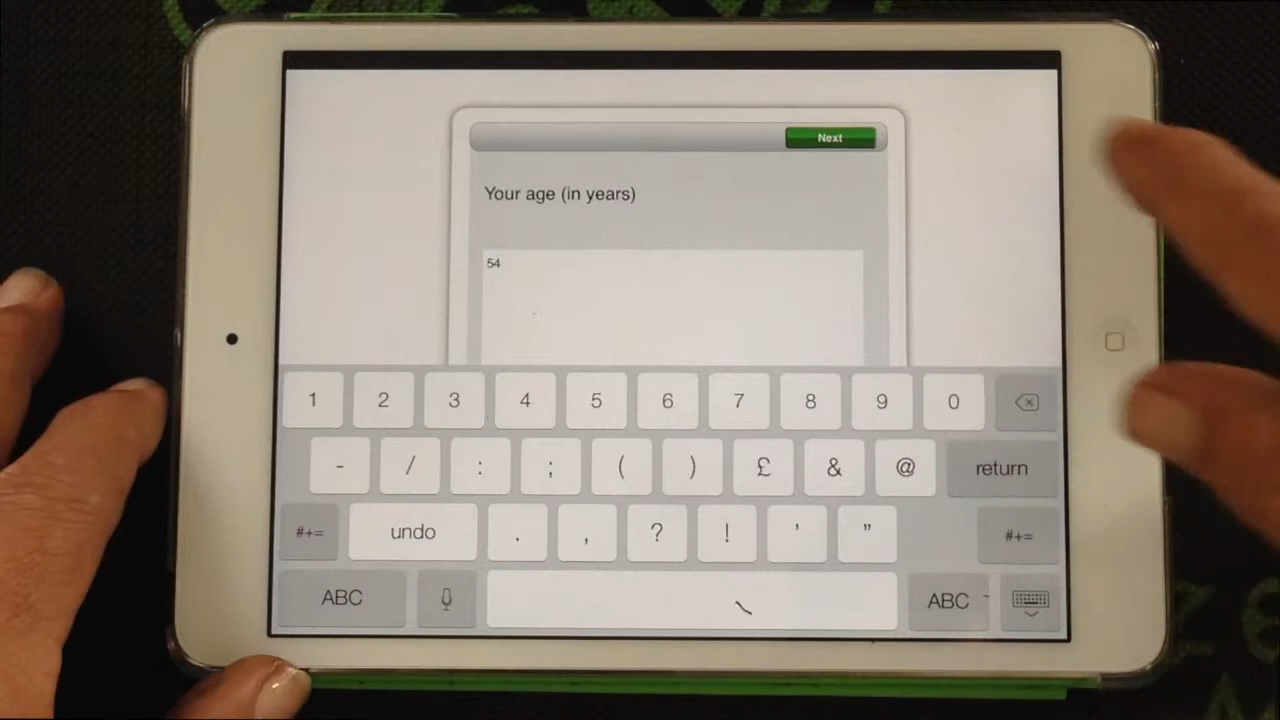 Next
Your age (in years)
54
1 2 3 4 5 6 7 8 9 0
- / : ; ( ) £ & @ return
#+= undo . , ? ! ' " #+=
ABC ABC